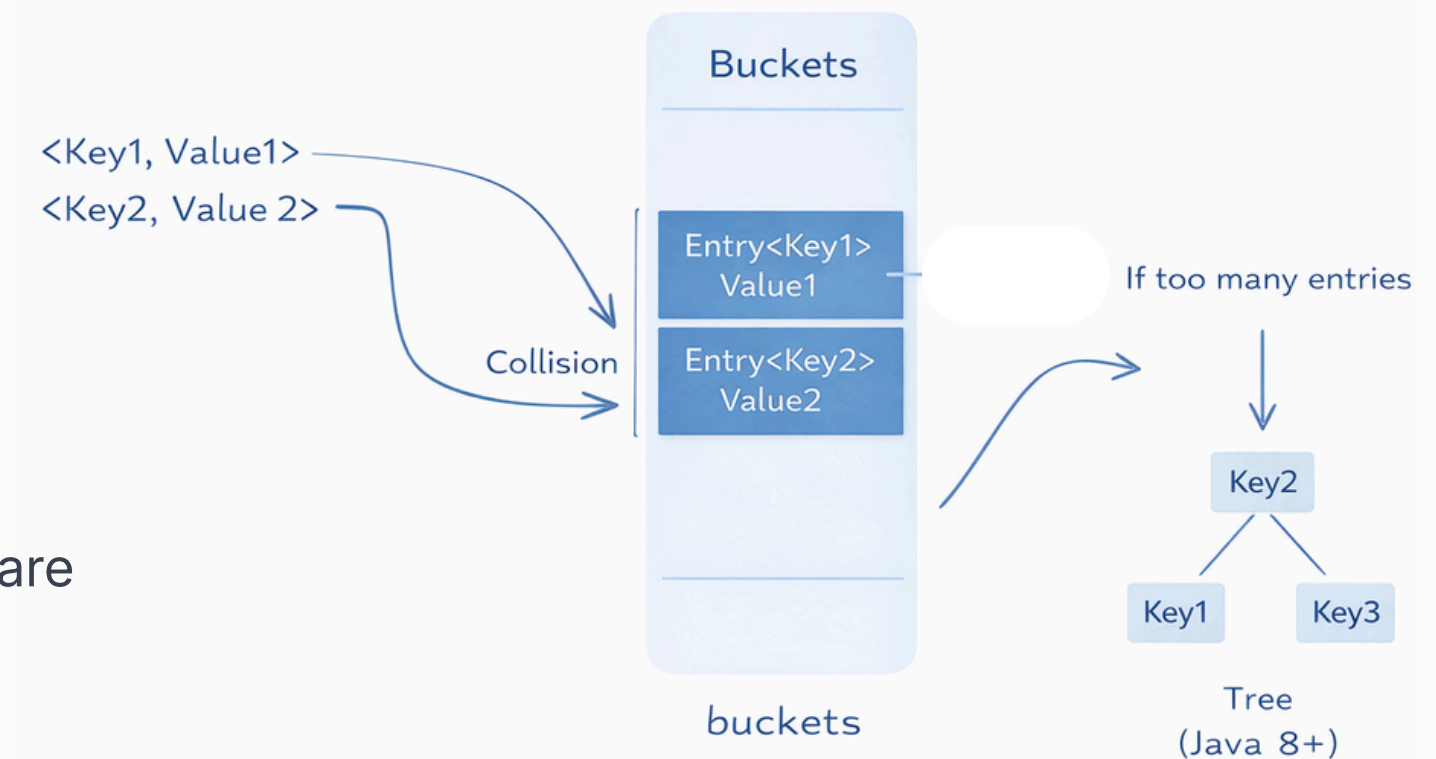 Buckets
<Key1, Value1>
<Key2, Value 2>
Entry<Key1>
Value1
If too many entries
Collision
Entry<Key2>
Value2
Key2
are
Key1
Key3
buckets
Tree
(Java 8+)